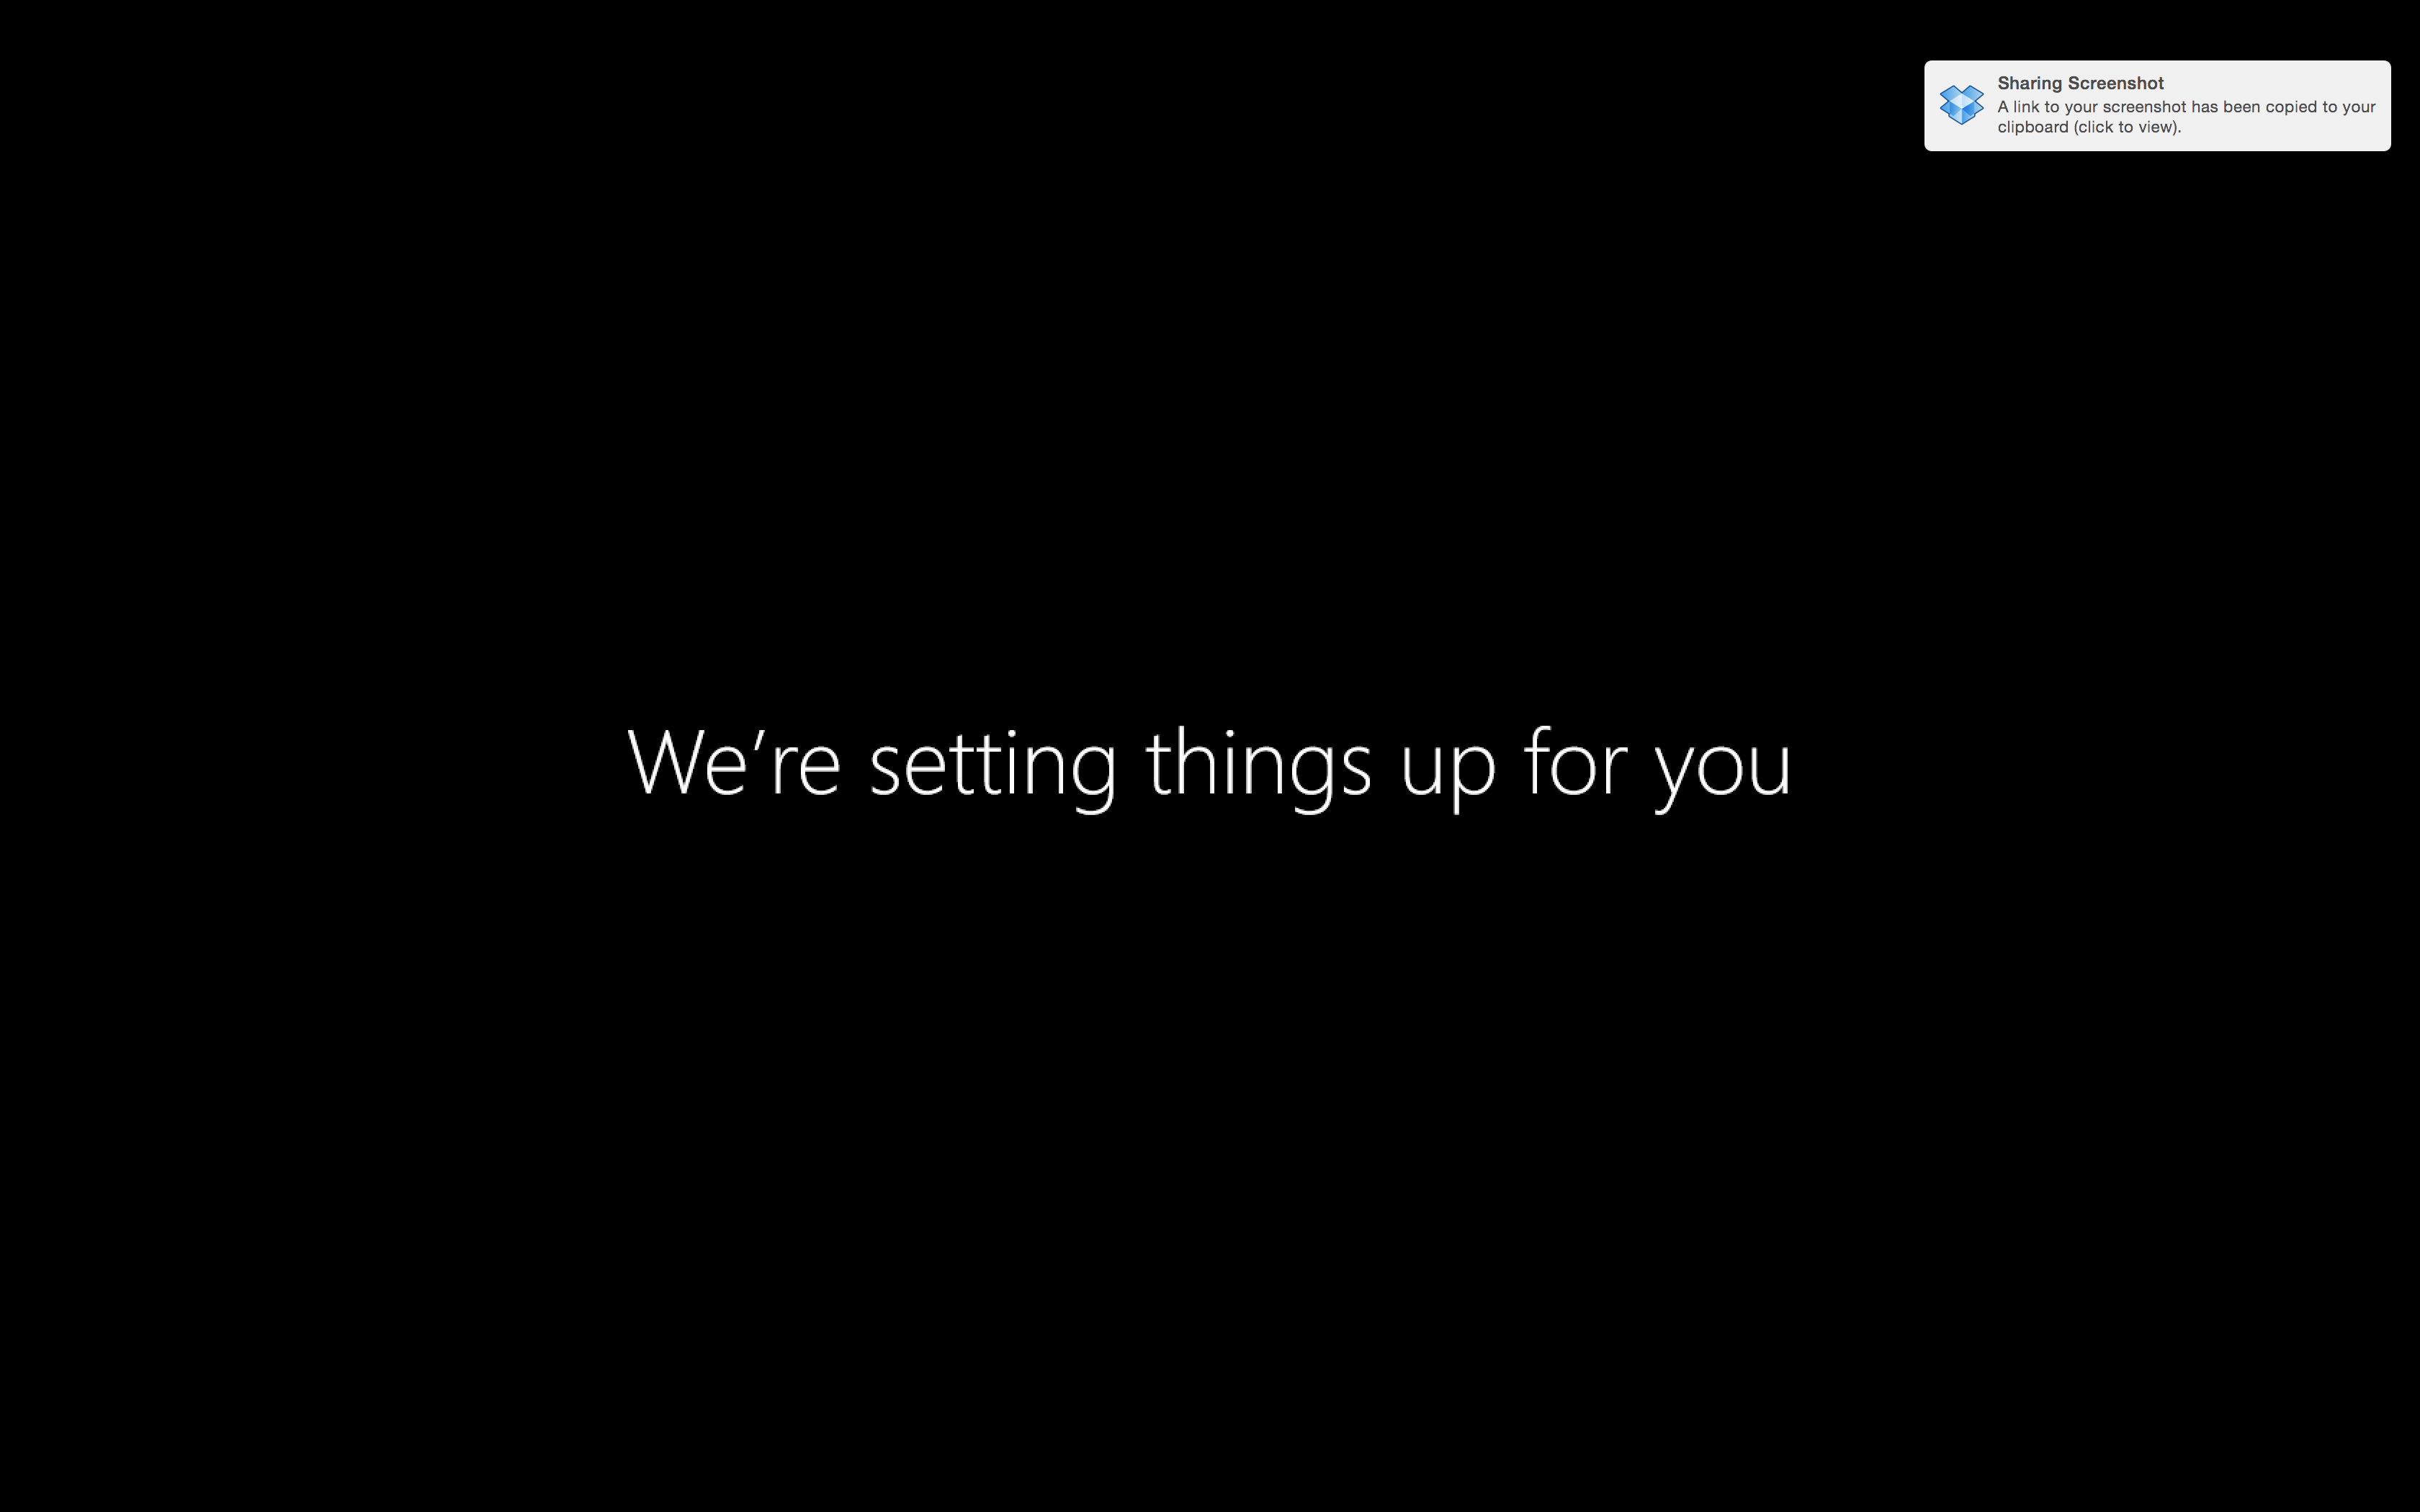 Sharing Screenshot
A link to your screenshot has been copied to your
clipboard (click to view).
We’re setting things up for you